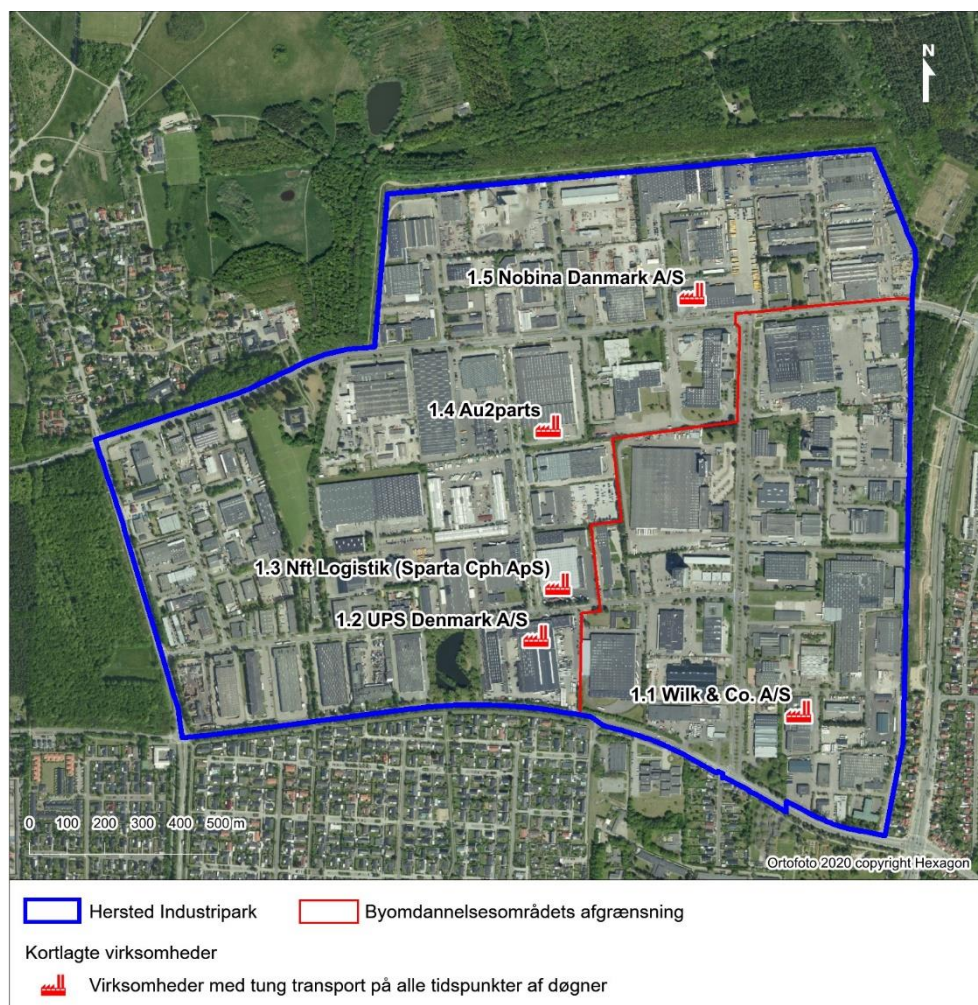 N
1.5 Nobina Danmark A/S
1.4 Au2parts
1.3 Nft Logistik (Sparta Cph ApS)
1.2 UPS Denmark A/S
1.1 Wilk & Co. A/S
0 100 200 300 400 500 m
Ortofoto 2020 copyright Hexagon
Hersted Industripark
Byomdannelsesområdets afgrænsning
Kortlagte virksomheder
Virksomheder med tung transport på alle tidspunkter af døgner